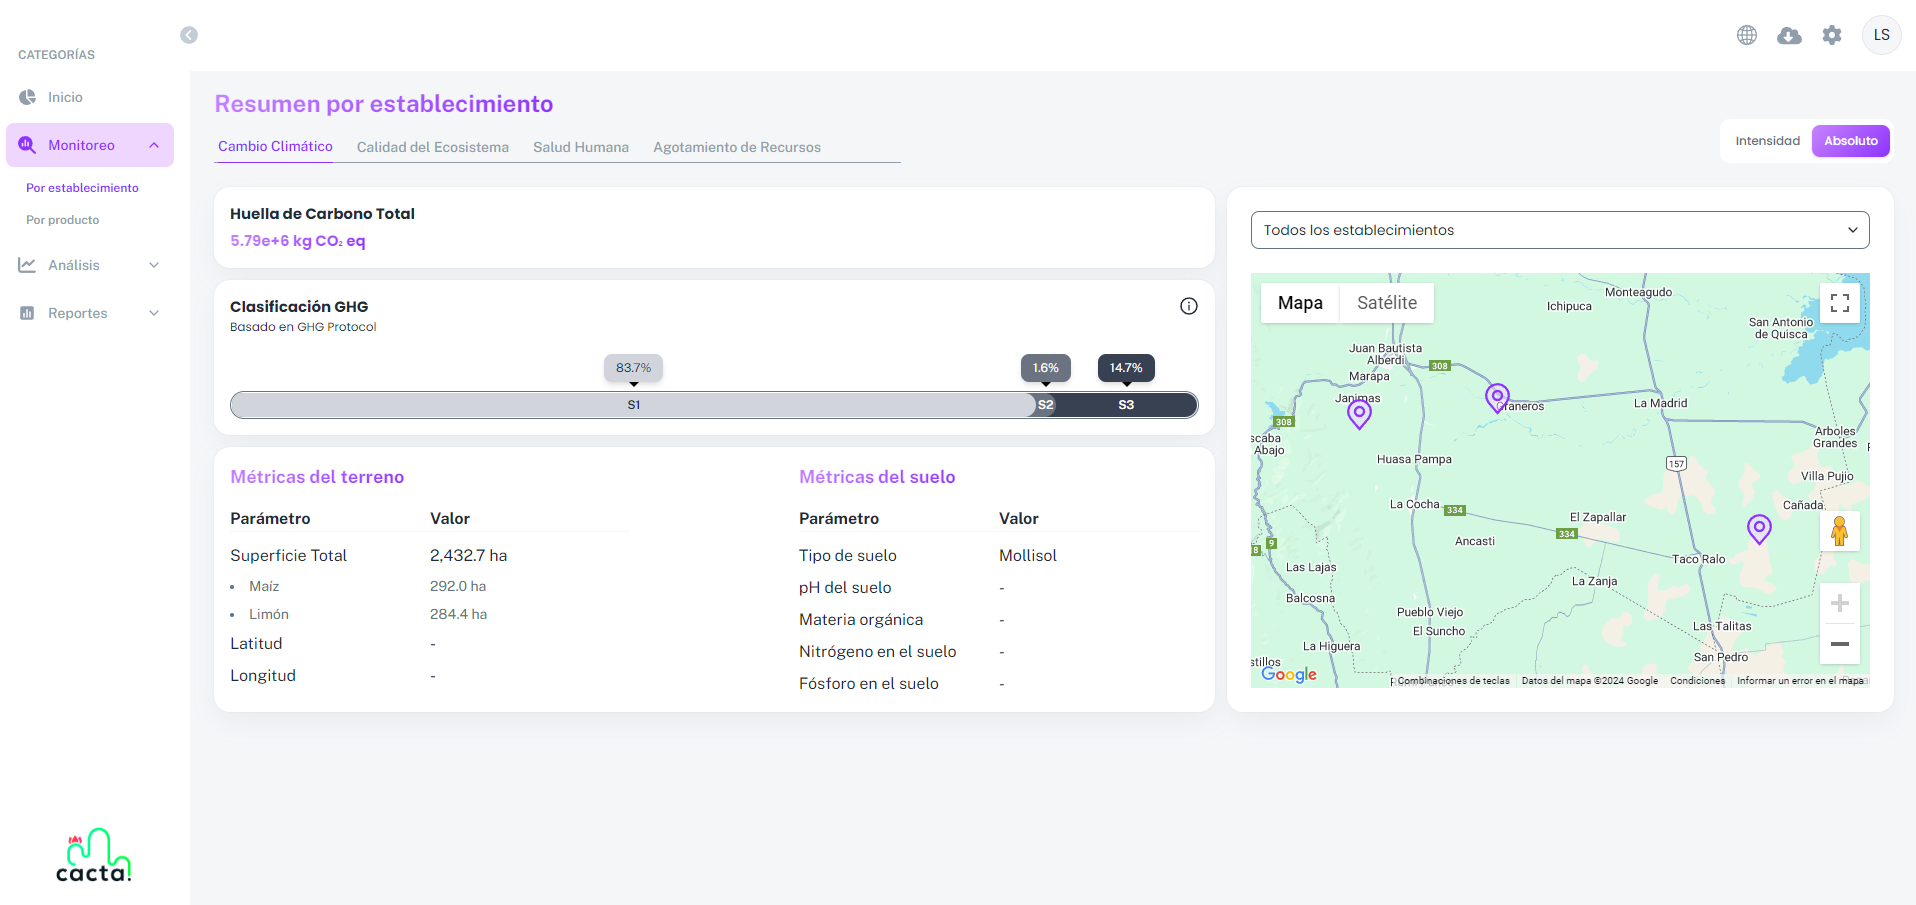 LS
CATEGORÍAS
Inicio
Monitoreo
Por establecimiento
Por producto
Análisis
Reportes
cacta!
Resumen por establecimiento
Cambio Climático
Calidad del Ecosistema
Salud Humana
Agotamiento de Recursos
Intensidad
Absoluto
Huella de Carbono Total
5.79e+6 kg CO₂ eq
Clasificación GHG
Basado en GHG Protocol
83.7%
1.6%
14.7%
S1
S2
S3
Métricas del terreno
Parámetro Valor
Superficie Total 2,432.7 ha
• Maíz 292.0 ha
• Limón 284.4 ha
Latitud -
Longitud -
Métricas del suelo
Parámetro Valor
Tipo de suelo Mollisol
pH del suelo -
Materia orgánica -
Nitrógeno en el suelo -
Fósforo en el suelo -
Todos los establecimientos
Mapa
Satélite
Monteagudo
Ichipuca
San Antonio
de Quisca
Juan Bautista
Alberdi
308
Marapa
Janimas
Graneros
La Madrid
308
scaba
Abajo
Arboles
Grandes
Huasa Pampa
157
Villa Pujio
La Cocha
334
Cañada
El Zapallar
334
Ancasti
9
8
Taco Ralo
Las Lajas
La Zanja
Balcosna
Pueblo Viejo
El Suncho
Las Talitas
La Higuera
San Pedro
stillos
Google
Combinaciones de teclas
Datos del mapa ©2024 Google
Condiciones
Informar un error en el mapa